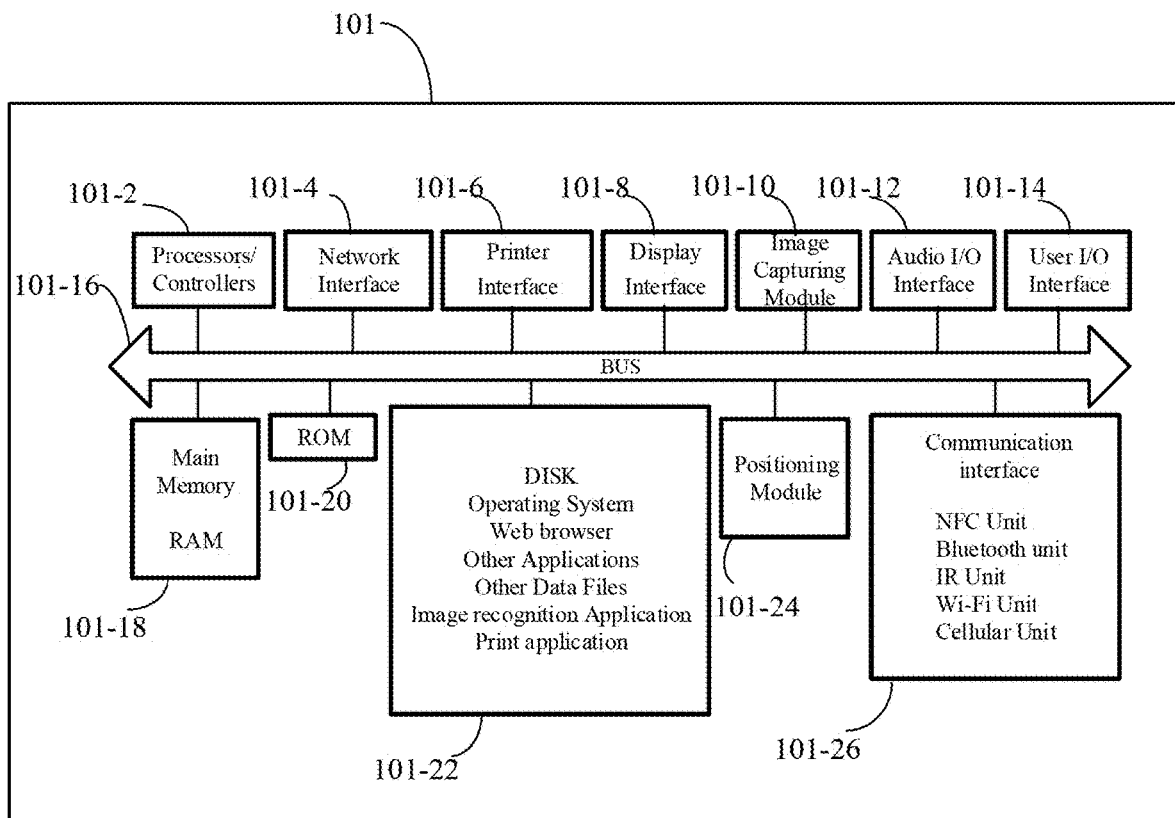 101
101-2
101-4
101-6
101-8
101-10
101-12
101-14
Processors/
Controllers
Network
Interface
Printer
Interface
Display
Interface
Image
Capturing
Module
Audio I/O
Interface
User I/O
Interface
101-16
BUS
Main
Memory
RAM
101-18
ROM
101-20
DISK
Operating System
Web browser
Other Applications
Other Data Files
Image recognition Application
Print application
101-22
Positioning
Module
101-24
Communication
interface
NFC Unit
Bluetooth unit
IR Unit
Wi-Fi Unit
Cellular Unit
101-26